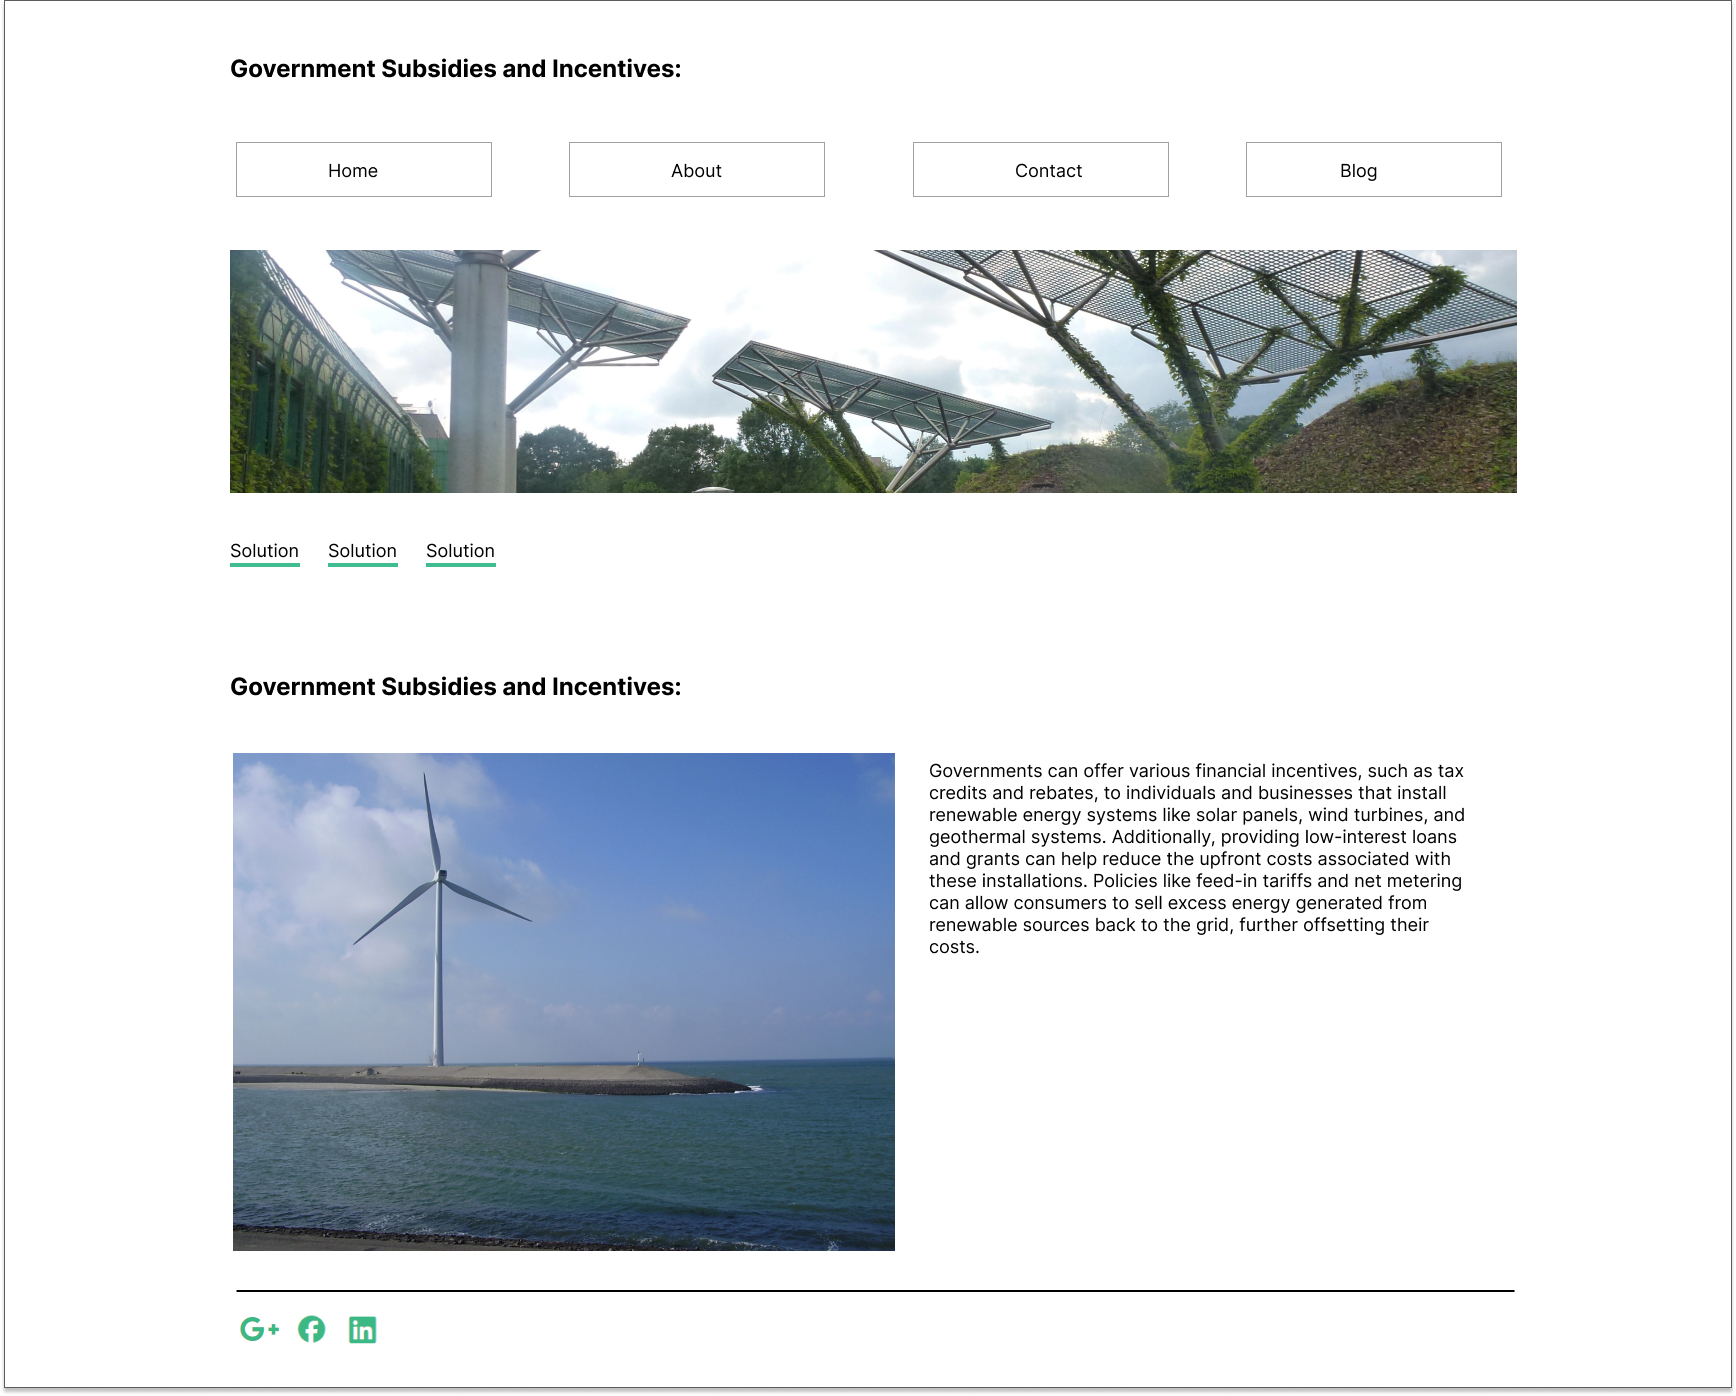 Government Subsidies and Incentives:
Home
About
Contact
Blog
Solution
Solution
Solution
Government Subsidies and Incentives:
Governments can offer various financial incentives, such as tax
credits and rebates, to individuals and businesses that install
renewable energy systems like solar panels, wind turbines, and
geothermal systems. Additionally, providing low-interest loans
and grants can help reduce the upfront costs associated with
these installations. Policies like feed-in tariffs and net metering
can allow consumers to sell excess energy generated from
renewable sources back to the grid, further offsetting their
costs.
G+
f
in